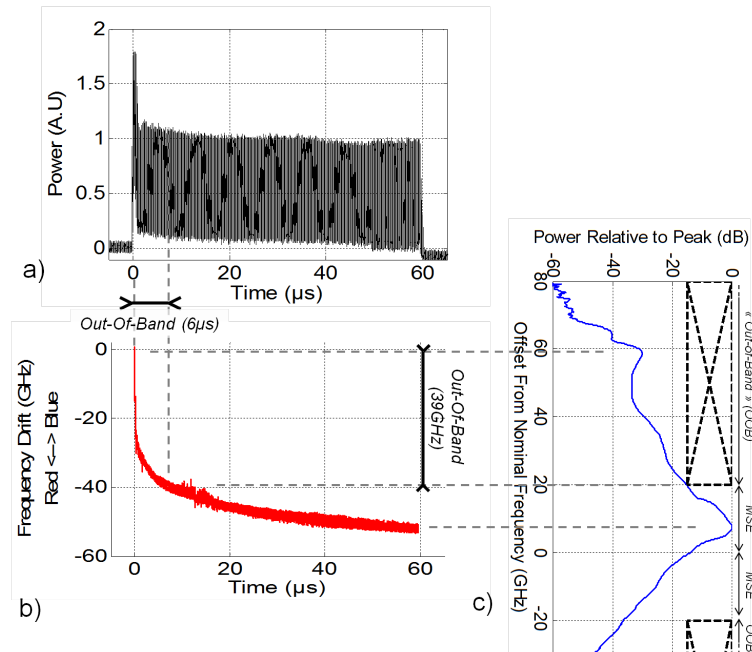 2
1.5
1
0.5
0
Power (A.U)
0
20
40
60
Time (µs)
a)
Out-Of-Band (6µs)
0
-20
-40
-60
Frequency Drift (GHz)
Red <--> Blue
Out-Of-Band
(39GHz)
0
20
40
60
Time (µs)
b)
Power Relative to Peak (dB)
-60
-40
-20
0
80
60
40
20
0
-20
Offset From Nominal Frequency (GHz)
« Out-of-Band » (OOB)
MSE
MSE
OOB
c)